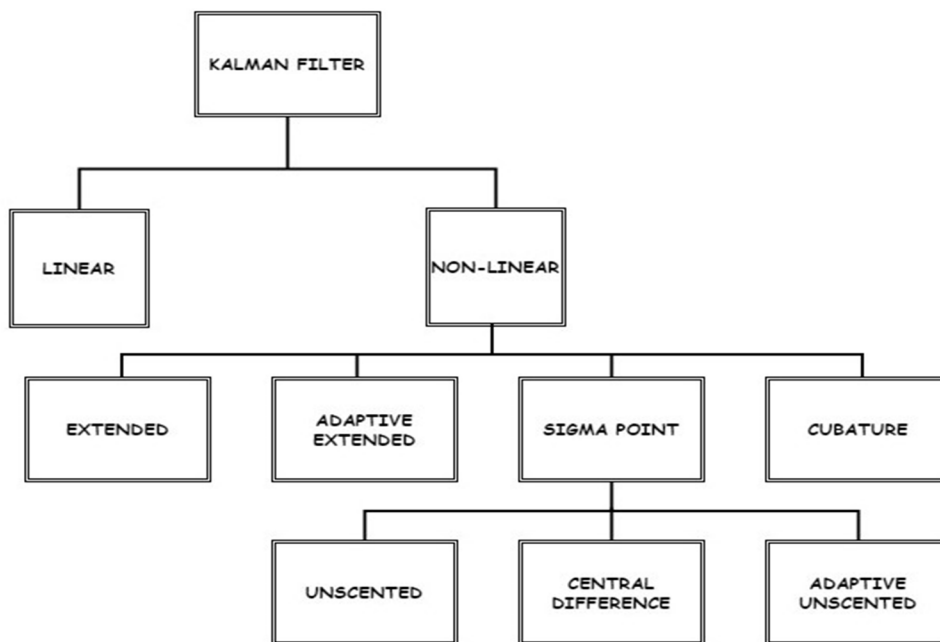 KALMAN FILTER
LINEAR
NON-LINEAR
EXTENDED
ADAPTIVE
EXTENDED
SIGMA POINT
CUBATURE
UNSCENTED
CENTRAL
DIFFERENCE
ADAPTIVE
UNSCENTED